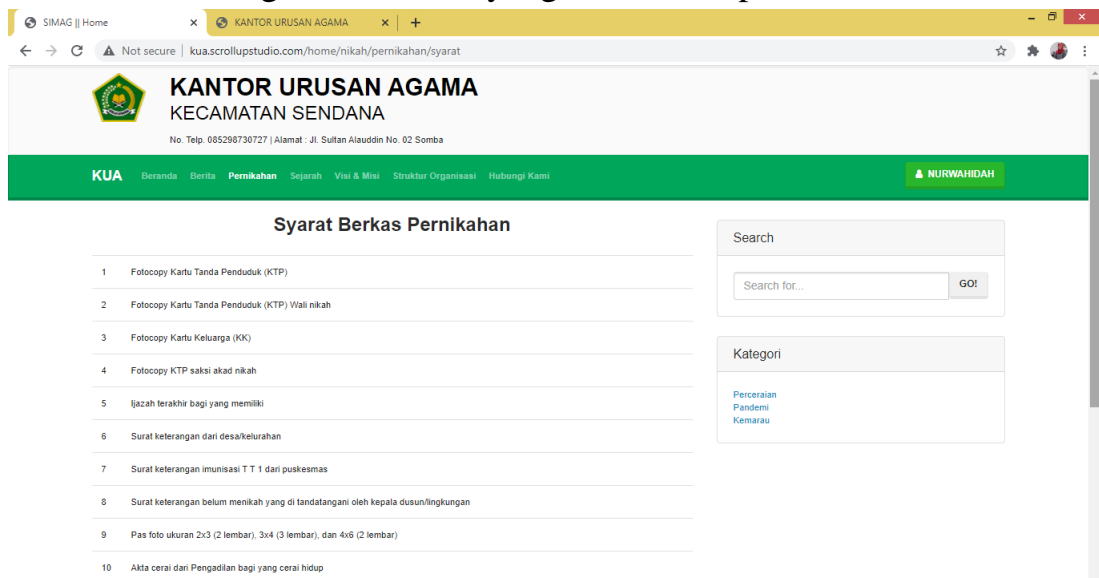 SIMAG || Home
KANTOR URUSAN AGAMA
Not secure | kua.scrollupstudio.com/home/nikah/pernikahan/syarat
KANTOR URUSAN AGAMA
KECAMATAN SENDANA
No. Telp. 085298730727 | Alamat : Jl. Sultan Alauddin No. 02 Somba
KUA Beranda Berita Pernikahan Sejarah Visi & Misi Struktur Organisasi Hubungi Kami NURWAHIDAH
Syarat Berkas Pernikahan
1 Fotocopy Kartu Tanda Penduduk (KTP)
2 Fotocopy Kartu Tanda Penduduk (KTP) Wali nikah
3 Fotocopy Kartu Keluarga (KK)
4 Fotocopy KTP saksi akad nikah
5 Ijazah terakhir bagi yang memiliki
6 Surat keterangan dari desa/kelurahan
7 Surat keterangan imunisasi T T 1 dari puskesmas
8 Surat keterangan belum menikah yang di tandatangani oleh kepala dusun/lingkungan
9 Pas foto ukuran 2x3 (2 lembar), 3x4 (3 lembar), dan 4x6 (2 lembar)
10 Akta cerai dari Pengadilan bagi yang cerai hidup
Search
Search for... GO!
Kategori
Perceraian
Pandemi
Kemarau